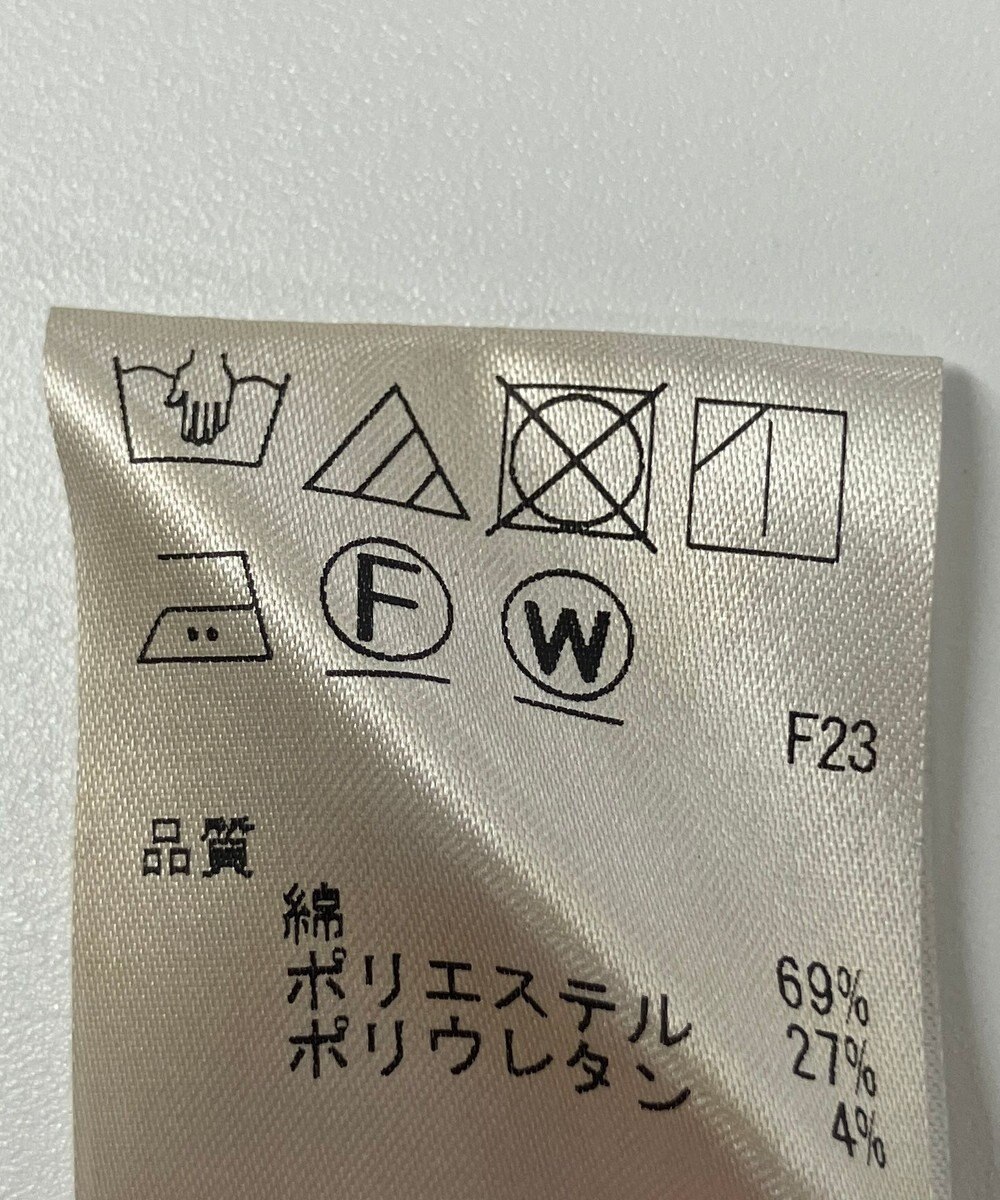 F W
F23
品質
綿 69%
ポリエステル 27%
ポリウレタン 4%